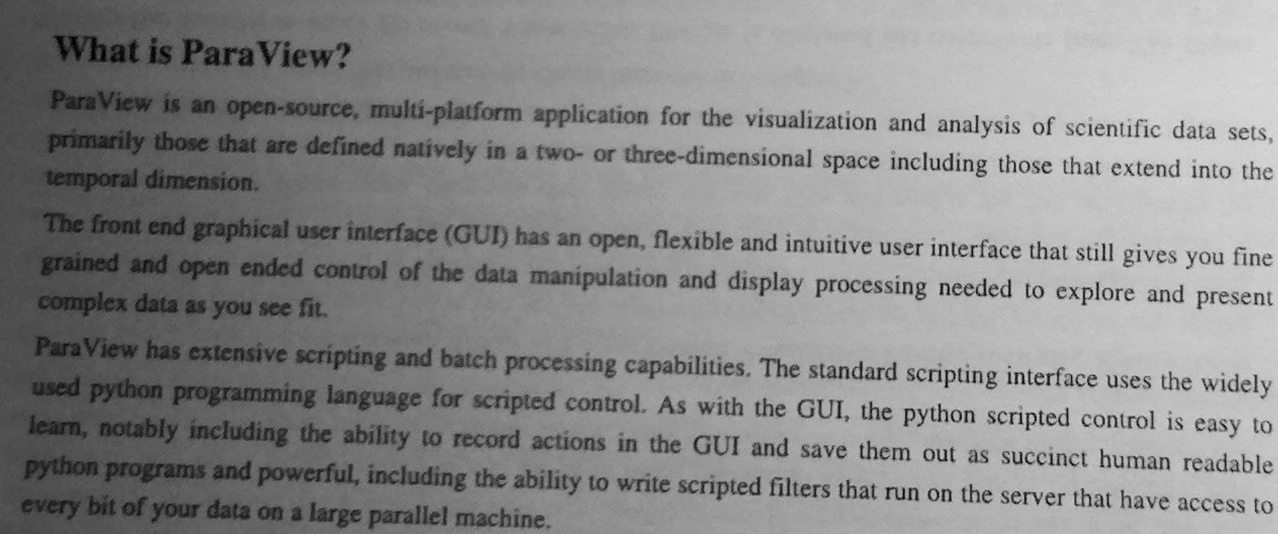 What is ParaView?
ParaView is an open-source, multi-platform application for the visualization and analysis of scientific data sets,
primarily those that are defined natively in a two- or three-dimensional space including those that extend into the
temporal dimension.
The front end graphical user interface (GUI) has an open, flexible and intuitive user interface that still gives you fine
grained and open ended control of the data manipulation and display processing needed to explore and present
complex data as you see fit.
ParaView has extensive scripting and batch processing capabilities. The standard scripting interface uses the widely
used python programming language for scripted control. As with the GUI, the python scripted control is easy to
learn, notably including the ability to record actions in the GUI and save them out as succinct human readable
python programs and powerful, including the ability to write scripted filters that run on the server that have access to
every bit of your data on a large parallel machine.